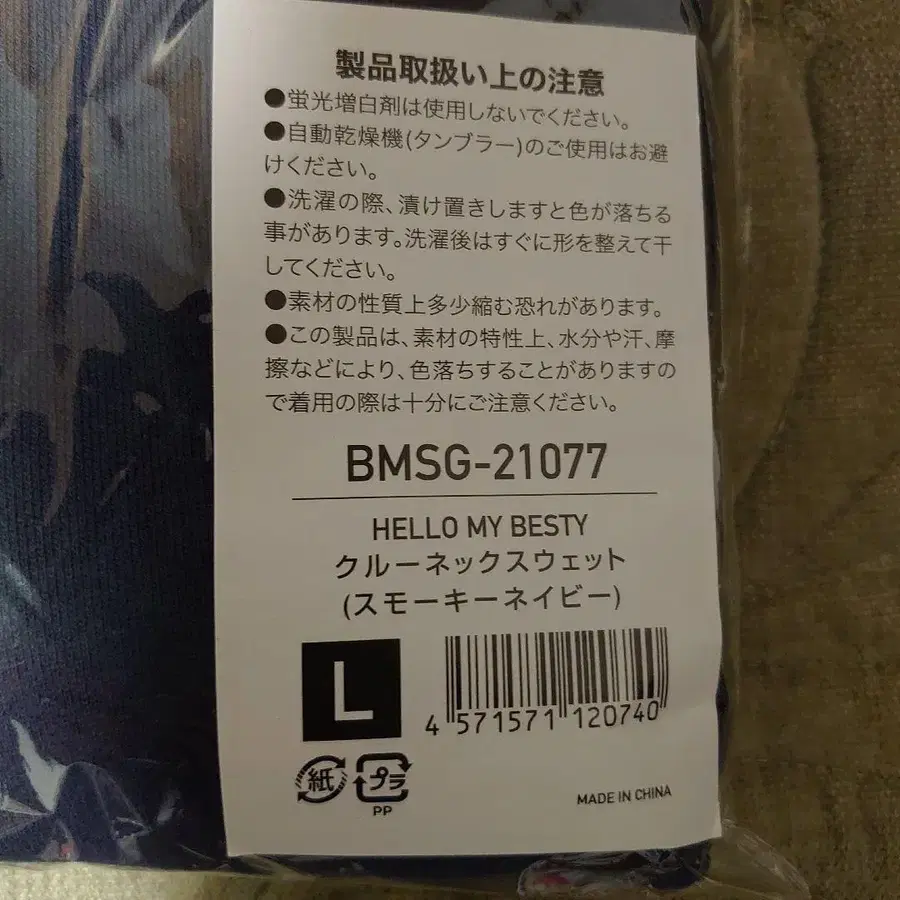 製品取扱い上の注意
●蛍光増白剤は使用しないでください。
●自動乾燥機(タンブラー)のご使用はお避
けください。
●洗濯の際、漬け置きしますと色が落ちる
事があります。洗濯後はすぐに形を整えて干
してください。
●素材の性質上多少縮む恐れがあります。
●この製品は、素材の特性上、水分や汗、摩
擦などにより、色落ちすることがありますの
で着用の際は十分にご注意ください。
BMSG-21077
HELLO MY BESTY
クルーネックスウェット
(スモーキーネイビー)
L
4 571571 120740
紙 プラ
PP
MADE IN CHINA